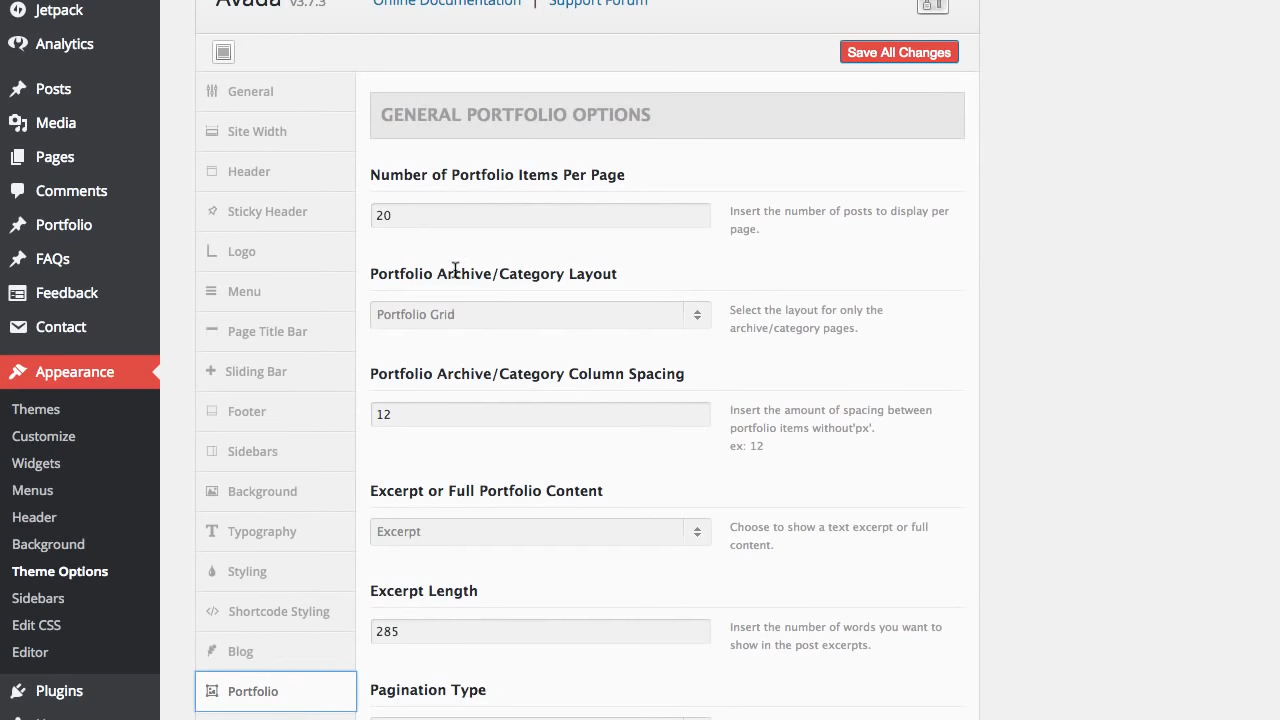 Avada v3.7.3
Online Documentation | Support Forum
Save All Changes
Jetpack
Analytics
Posts
Media
Pages
Comments
Portfolio
FAQs
Feedback
Contact
Appearance
Themes
Customize
Widgets
Menus
Header
Background
Theme Options
Sidebars
Edit CSS
Editor
Plugins
General
Site Width
Header
Sticky Header
Logo
Menu
Page Title Bar
Sliding Bar
Footer
Sidebars
Background
Typography
Styling
Shortcode Styling
Blog
Portfolio
GENERAL PORTFOLIO OPTIONS
Number of Portfolio Items Per Page
20
Insert the number of posts to display per
page.
Portfolio Archive/Category Layout
Portfolio Grid
Select the layout for only the
archive/category pages.
Portfolio Archive/Category Column Spacing
12
Insert the amount of spacing between
portfolio items without'px'.
ex: 12
Excerpt or Full Portfolio Content
Excerpt
Choose to show a text excerpt or full
content.
Excerpt Length
285
Insert the number of words you want to
show in the post excerpts.
Pagination Type